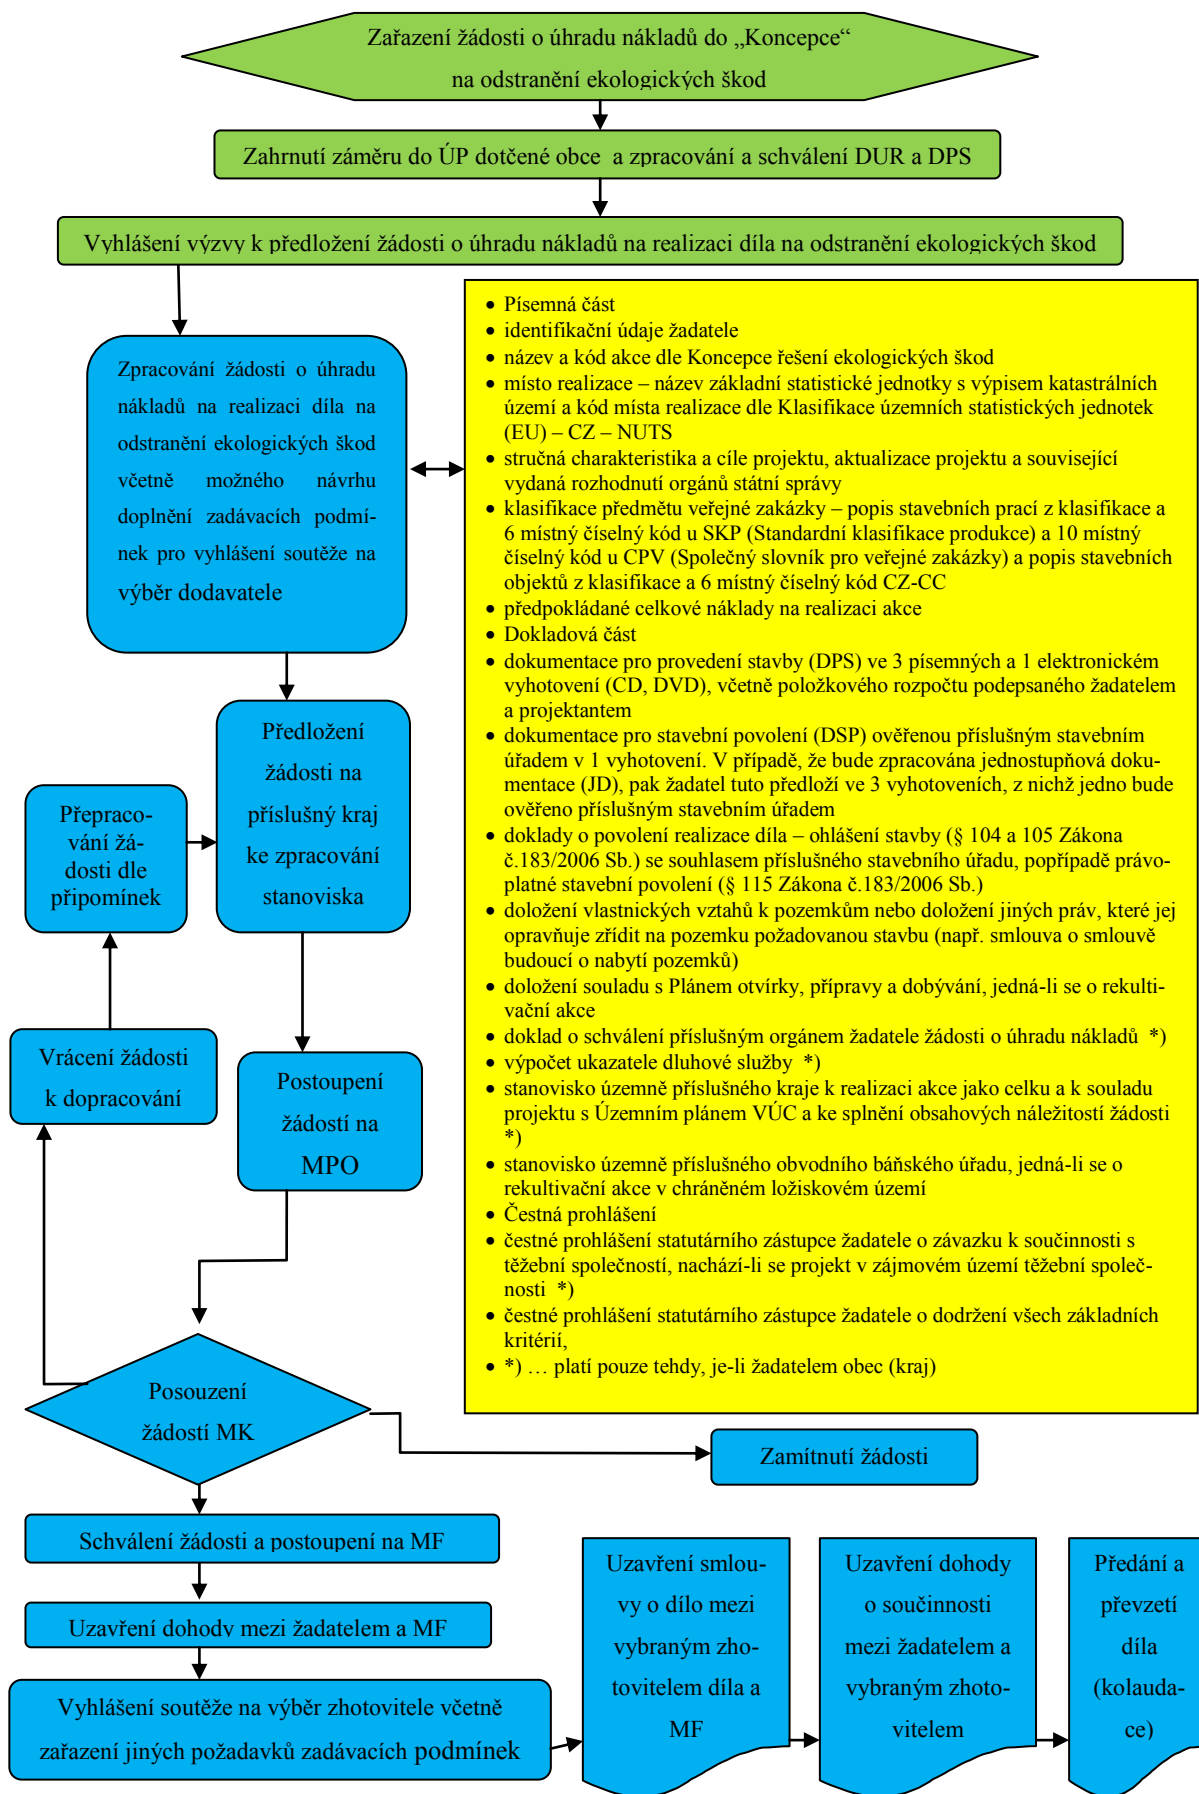 Zařazení žádosti o úhradu nákladů do „Koncepce“
na odstranění ekologických škod
Zahrnutí záměru do ÚP dotčené obce a zpracování a schválení DUR a DPS
Vyhlášení výzvy k předložení žádosti o úhradu nákladů na realizaci díla na odstranění ekologických škod
Zpracování žádosti o úhradu
nákladů na realizaci díla na
odstranění ekologických škod
včetně možného návrhu
doplnění zadávacích podmí-
nek pro vyhlášení soutěže na
výběr dodavatele
• Písemná část
• identifikační údaje žadatele
• název a kód akce dle Koncepce řešení ekologických škod
• místo realizace – název základní statistické jednotky s výpisem katastrálních
území a kód místa realizace dle Klasifikace územních statistických jednotek
(EU) – CZ – NUTS
• stručná charakteristika a cíle projektu, aktualizace projektu a související
vydaná rozhodnutí orgánů státní správy
• klasifikace předmětu veřejné zakázky – popis stavebních prací z klasifikace a
6 místný číselný kód u SKP (Standardní klasifikace produkce) a 10 místný
číselný kód u CPV (Společný slovník pro veřejné zakázky) a popis stavebních
objektů z klasifikace a 6 místný číselný kód CZ-CC
• předpokládané celkové náklady na realizaci akce
• Dokladová část
• dokumentace pro provedení stavby (DPS) ve 3 písemných a 1 elektronickém
vyhotovení (CD, DVD), včetně položkového rozpočtu podepsaného žadatelem
a projektantem
• dokumentace pro stavební povolení (DSP) ověřenou příslušným stavebním
úřadem v 1 vyhotovení. V případě, že bude zpracována jednostupňová doku-
mentace (JD), pak žadatel tuto předloží ve 3 vyhotoveních, z nichž jedno bude
ověřeno příslušným stavebním úřadem
• doklady o povolení realizace díla – ohlášení stavby (§ 104 a 105 Zákona
č.183/2006 Sb.) se souhlasem příslušného stavebního úřadu, popřípadě právo-
platné stavební povolení (§ 115 Zákona č.183/2006 Sb.)
• doložení vlastnických vztahů k pozemkům nebo doložení jiných práv, které jej
opravňuje zřídit na pozemku požadovanou stavbu (např. smlouva o smlouvě
budoucí o nabytí pozemků)
• doložení souladu s Plánem otvírky, přípravy a dobývání, jedná-li se o rekulti-
vační akce
• doklad o schválení příslušným orgánem žadatele žádosti o úhradu nákladů *)
• výpočet ukazatele dluhové služby *)
• stanovisko územně příslušného kraje k realizaci akce jako celku a k souladu
projektu s Územním plánem VÚC a ke splnění obsahových náležitostí žádosti
*)
• stanovisko územně příslušného obvodního báňského úřadu, jedná-li se o
rekultivační akce v chráněném ložiskovém území
• Čestná prohlášení
• čestné prohlášení statutárního zástupce žadatele o závazku k součinnosti s
těžební společností, nachází-li se projekt v zájmovém území těžební společ-
nosti *)
• čestné prohlášení statutárního zástupce žadatele o dodržení všech základních
kritérií,
• *) … platí pouze tehdy, je-li žadatelem obec (kraj)
Předložení
žádosti na
příslušný kraj
ke zpracování
stanoviska
Přepraco-
vání žá-
dosti dle
připomínek
Vrácení žádosti
k dopracování
Postoupení
žádostí na
MPO
Posouzení
žádostí MK
Zamítnutí žádosti
Schválení žádosti a postoupení na MF
Uzavření dohody mezi žadatelem a MF
Vyhlášení soutěže na výběr zhotovitele včetně
zařazení jiných požadavků zadávacích podmínek
Uzavření smlou-
vy o dílo mezi
vybraným zho-
tovitelem díla a
MF
Uzavření dohody
o součinnosti
mezi žadatelem a
vybraným zhoto-
vitelem
Předání a
převzetí
díla
(kolauda-
ce)